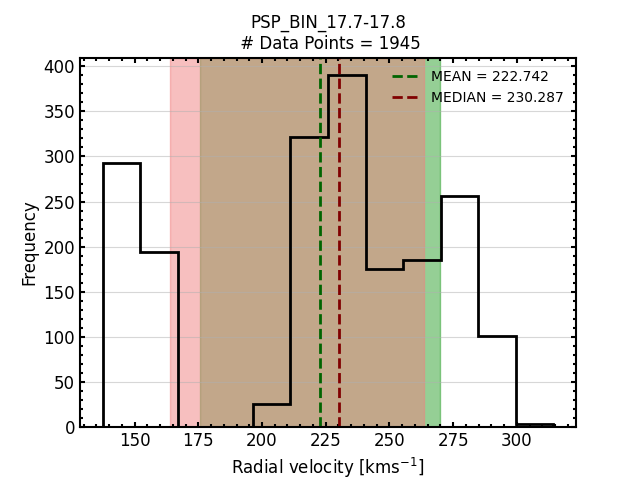 PSP_BIN_17.7-17.8
# Data Points = 1945
MEAN = 222.742
MEDIAN = 230.287
400
350
300
250
200
150
100
50
0
Frequency
150 175 200 225 250 275 300
Radial velocity [kms⁻¹]